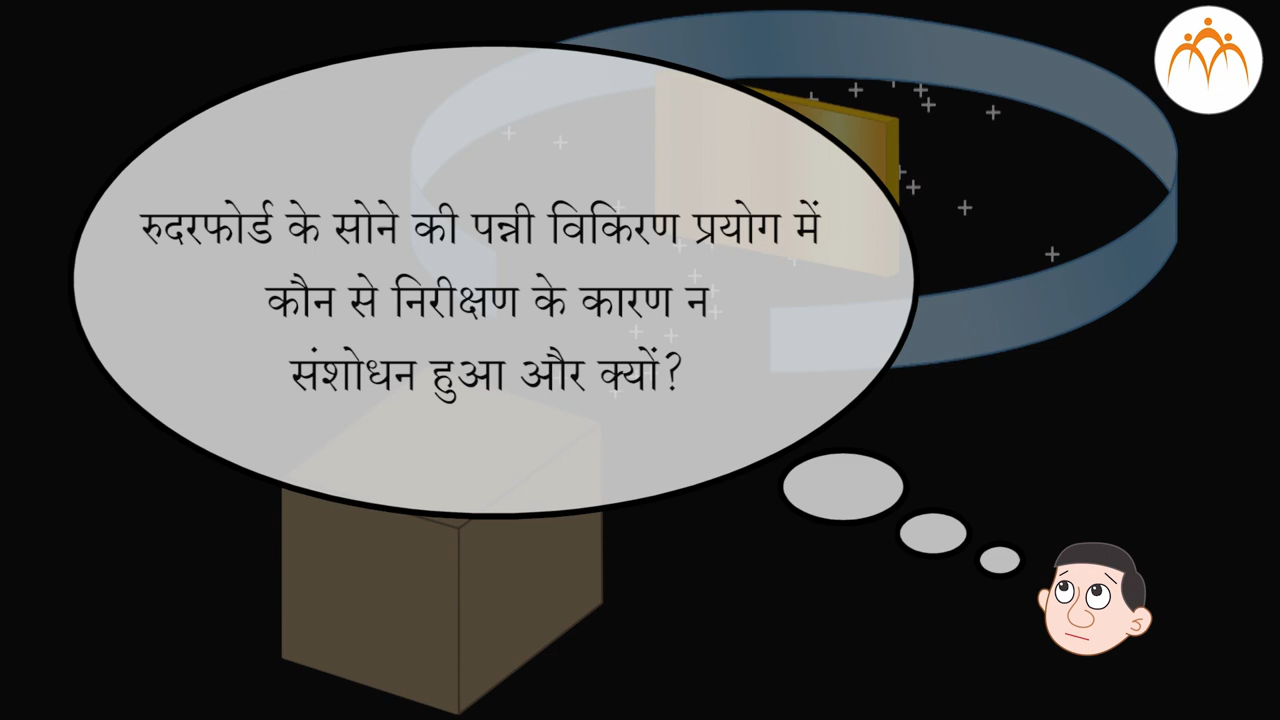 रुदरफोर्ड के सोने की पन्नी विकिरण प्रयोग में
कौन से निरीक्षण के कारण न
संशोधन हुआ और क्यों?